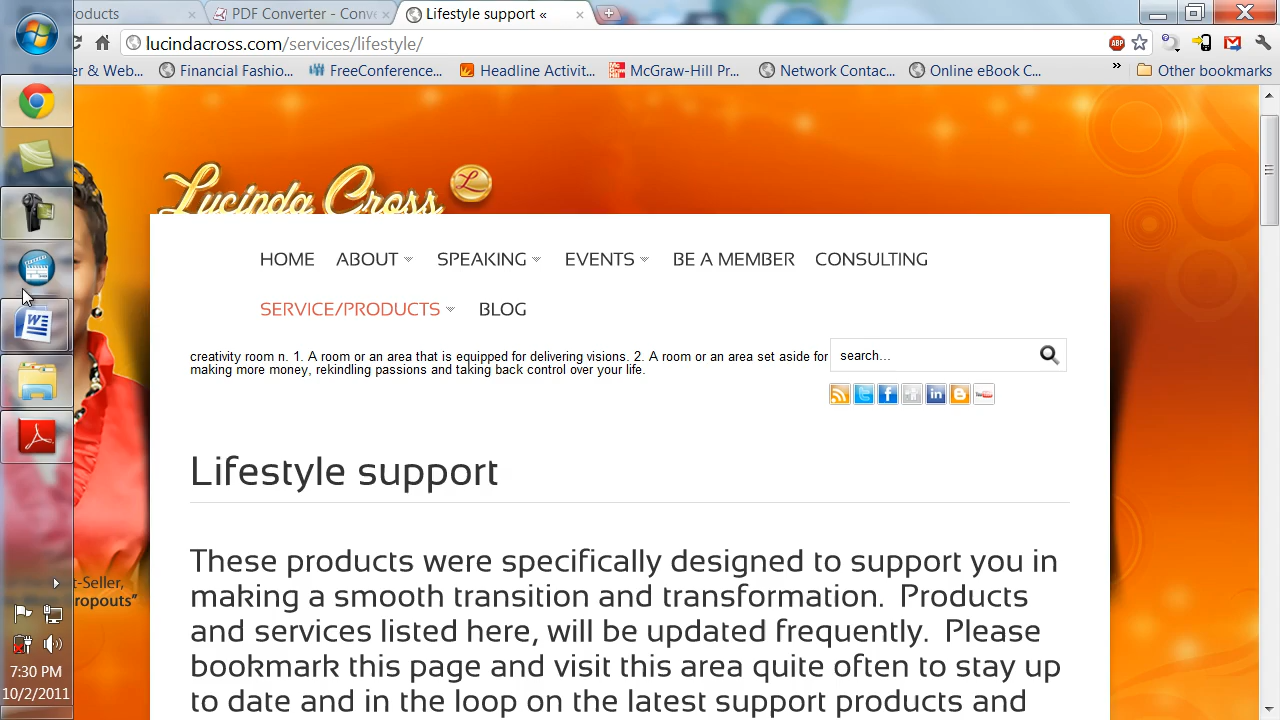 oducts
PDF Converter - Conve
Lifestyle support «
lucindacross.com/services/lifestyle/
ABP
er & Web...
Financial Fashio...
FreeConference...
Headline Activit...
McGraw-Hill Pr...
Network Contac...
Online eBook C...
»
Other bookmarks
Lucinda Cross
L
HOME
ABOUT
SPEAKING
EVENTS
BE A MEMBER
CONSULTING
SERVICE/PRODUCTS
BLOG
creativity room n. 1. A room or an area that is equipped for delivering visions. 2. A room or an area set aside for
making more money, rekindling passions and taking back control over your life.
search...
Lifestyle support
These products were specifically designed to support you in
making a smooth transition and transformation. Products
and services listed here, will be updated frequently. Please
bookmark this page and visit this area quite often to stay up
to date and in the loop on the latest support products and
t-Seller,
ropouts”
7:30 PM
10/2/2011